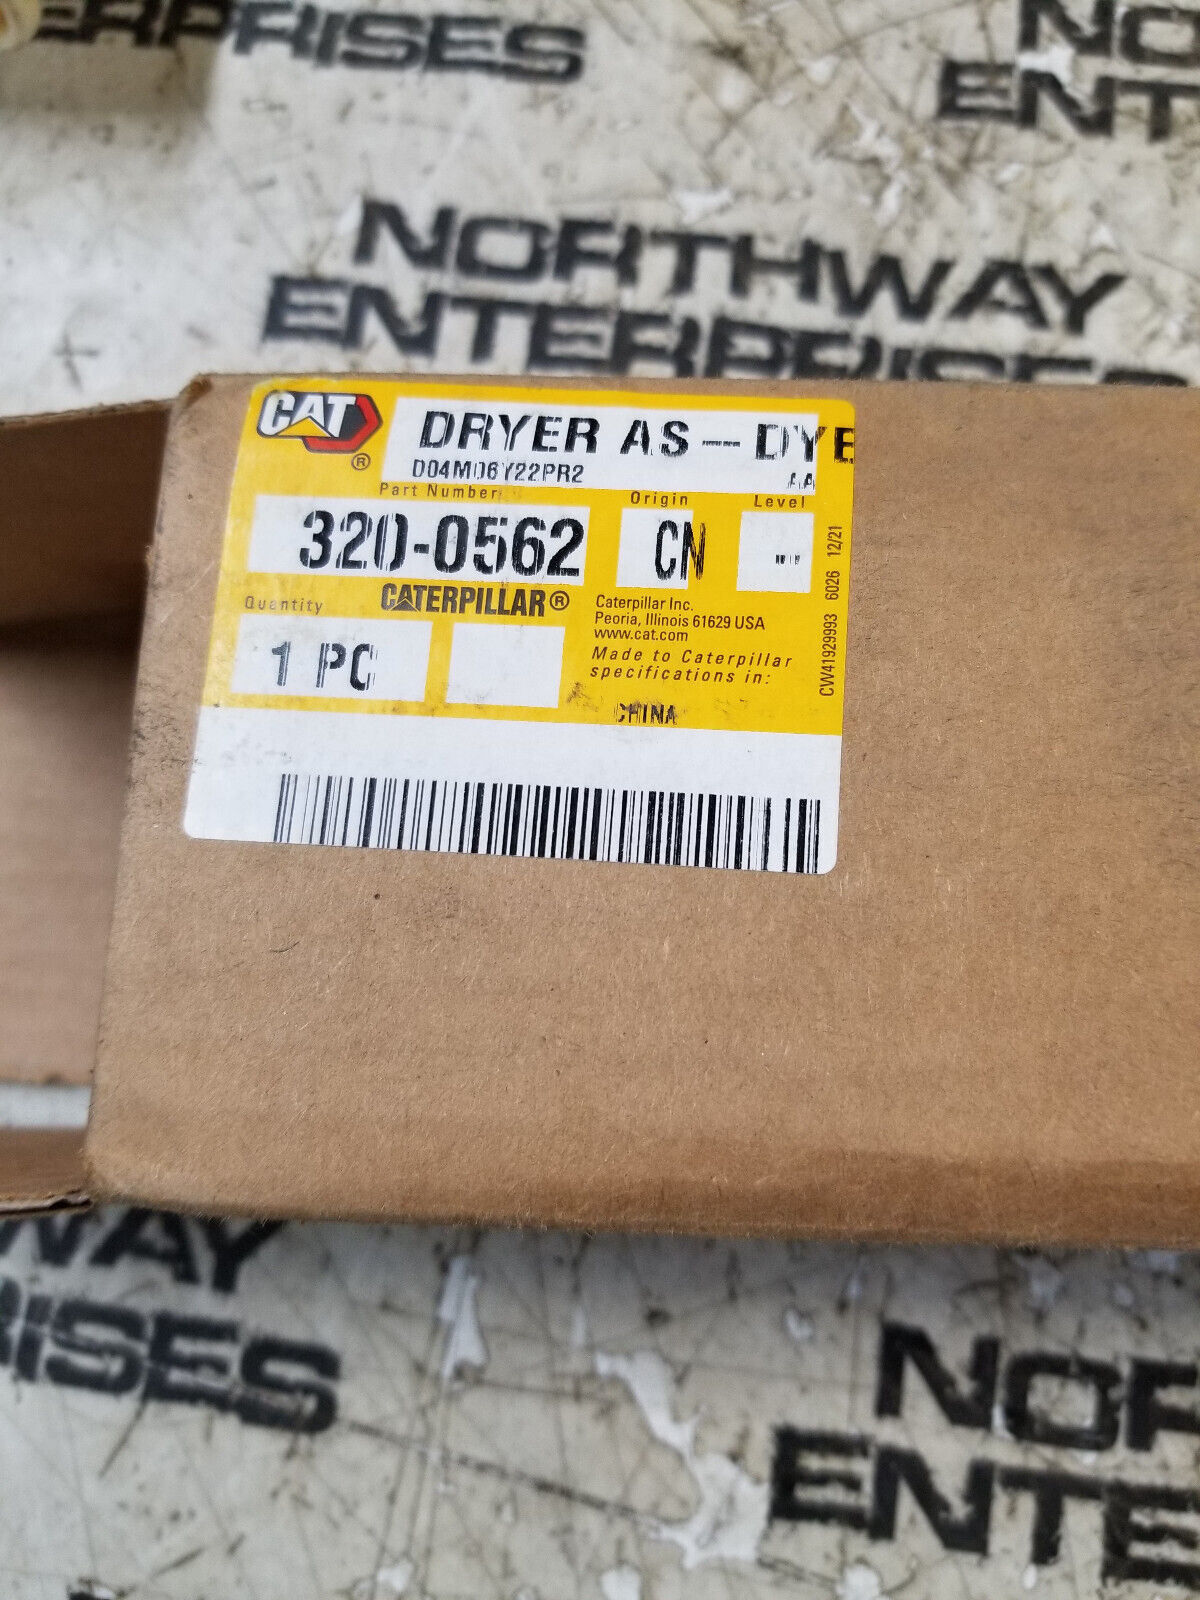 ERPRISES
NO
ENT
NORTHWAY
ENTERPRISES
CAT
®
DRYER AS - DYE
D04M06Y22PR2
AA
Part Number
Origin
Level
320-0562
CN
--
CATERPILLAR®
Quantity
1 PC
Caterpillar Inc.
Peoria, Illinois 61629 USA
www.cat.com
Made to Caterpillar
specifications in:
CHINA
CW41929993 6026 12/21
WAY
RISES
NOR
ENTE